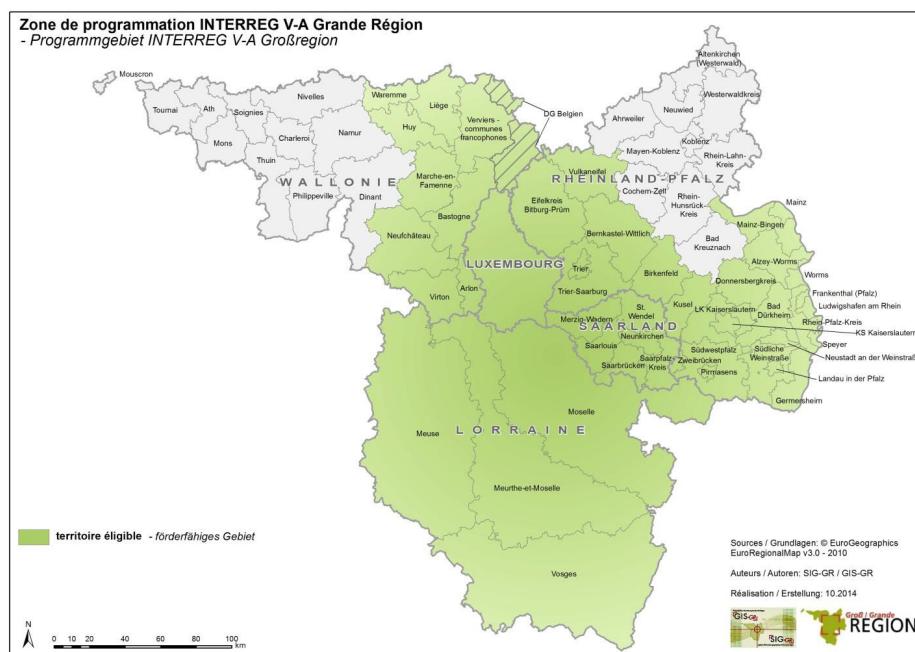 Zone de programmation INTERREG V-A Grande Région
- Programmgebiet INTERREG V-A Großregion
Altenkirchen
(Westerwald)
Mouscron
Westerwaldkreis
Tournai
Ath
Soignies
Nivelles
Waremme
Liège
DG Belgien
Neuwied
Ahrweiler
Mons
Charleroi
Namur
Huy
Verviers -
communes
francophones
Koblenz
Mayen-Koblenz
Rhein-Lahn-
Kreis
Thuin
Vulkaneifel
RHEINLAND-PFALZ
WALLONIE
Marche-en-
Famenne
Cochem-Zell
Philippeville
Dinant
Eifelkreis
Bitburg-Prüm
Rhein-
Hunsrück-
Kreis
Mainz
Bastogne
Mainz-Bingen
Bernkastel-Wittlich
Bad
Kreuznach
Neufchâteau
LUXEMBOURG
Trier
Birkenfeld
Alzey-Worms
Worms
Donnersbergkreis
Arlon
Trier-Saarburg
Frankenthal (Pfalz)
Virton
Kusel
LK Kaiserslautern
Bad
Dürkheim
Ludwigshafen am Rhein
St.
Wendel
Merzig-Wadern
Rhein-Pfalz-Kreis
SAARLAND
KS Kaiserslautern
Neunkirchen
Speyer
Saarlouis
Südwestpfalz
Südliche
Weinstraße
Neustadt an der Weinstraße
Saarbrücken
Saarpfalz-
Kreis
Zweibrücken
Pirmasens
Landau in der Pfalz
Germersheim
Moselle
Meuse
LORRAINE
Meurthe-et-Moselle
territoire éligible - förderfähiges Gebiet
Vosges
Sources / Grundlagen: © EuroGeographics
EuroRegionalMap v3.0 - 2010
Auteurs / Autoren: SIG-GR / GIS-GR
Réalisation / Erstellung: 10.2014
N
0 10 20 40 60 80 100
km
GIS-GR
SIG-GR
Groß / Grande
REGION